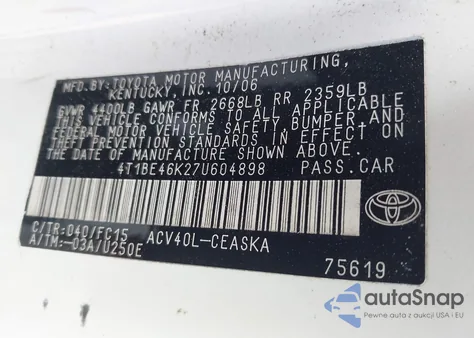 MFD.BY:TOYOTA MOTOR MANUFACTURING,
KENTUCKY, INC. 10/06
GVWR 4400LB GAWR FR 2668LB RR 2359LB
THIS VEHICLE CONFORMS TO ALL APPLICABLE
FEDERAL MOTOR VEHICLE SAFETY, BUMPER, AND
THEFT PREVENTION STANDARDS IN EFFECT ON
THE DATE OF MANUFACTURE SHOWN ABOVE.
4T1BE46K27U604898 PASS.CAR
C/TR:040/FC15 ACV40L-CEASKA
A/TM:-03A/U250E
TOYOTA
75619
autoSnap
Pewne auta z aukcji USA i EU